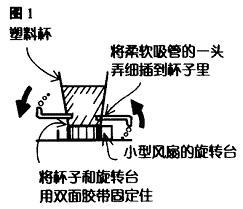 图1
塑料杯
将柔软吸管的一头
弄细插到杯子里
小型风扇的旋转台
将杯子和旋转台
用双面胶带固定住